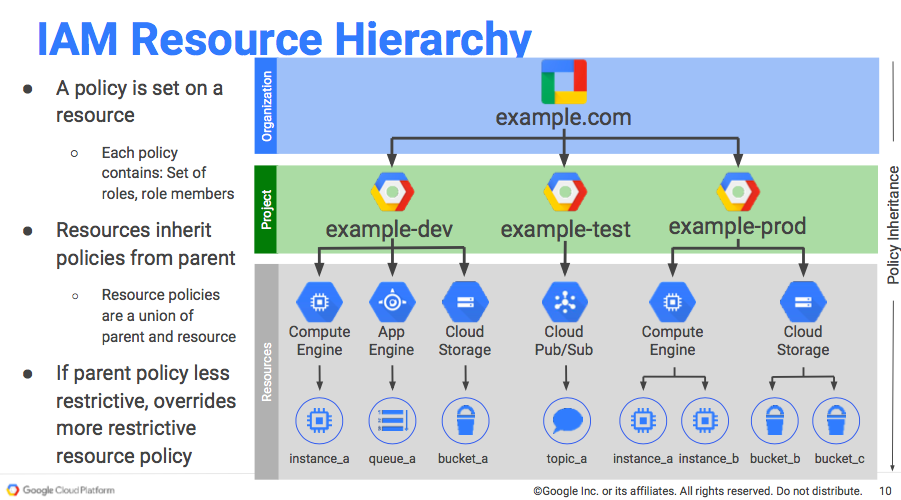 IAM Resource Hierarchy
● A policy is set on a
resource
○ Each policy
contains: Set of
roles, role members
● Resources inherit
policies from parent
○ Resource policies
are a union of
parent and resource
● If parent policy less
restrictive, overrides
more restrictive
resource policy
Organization
example.com
Project
example-dev
example-test
example-prod
Resources
Compute
Engine
App
Engine
Cloud
Storage
Cloud
Pub/Sub
Compute
Engine
Cloud
Storage
instance_a
queue_a
bucket_a
topic_a
instance_a
instance_b
bucket_b
bucket_c
Policy Inheritance
Google Cloud Platform
©Google Inc. or its affiliates. All rights reserved. Do not distribute.
10